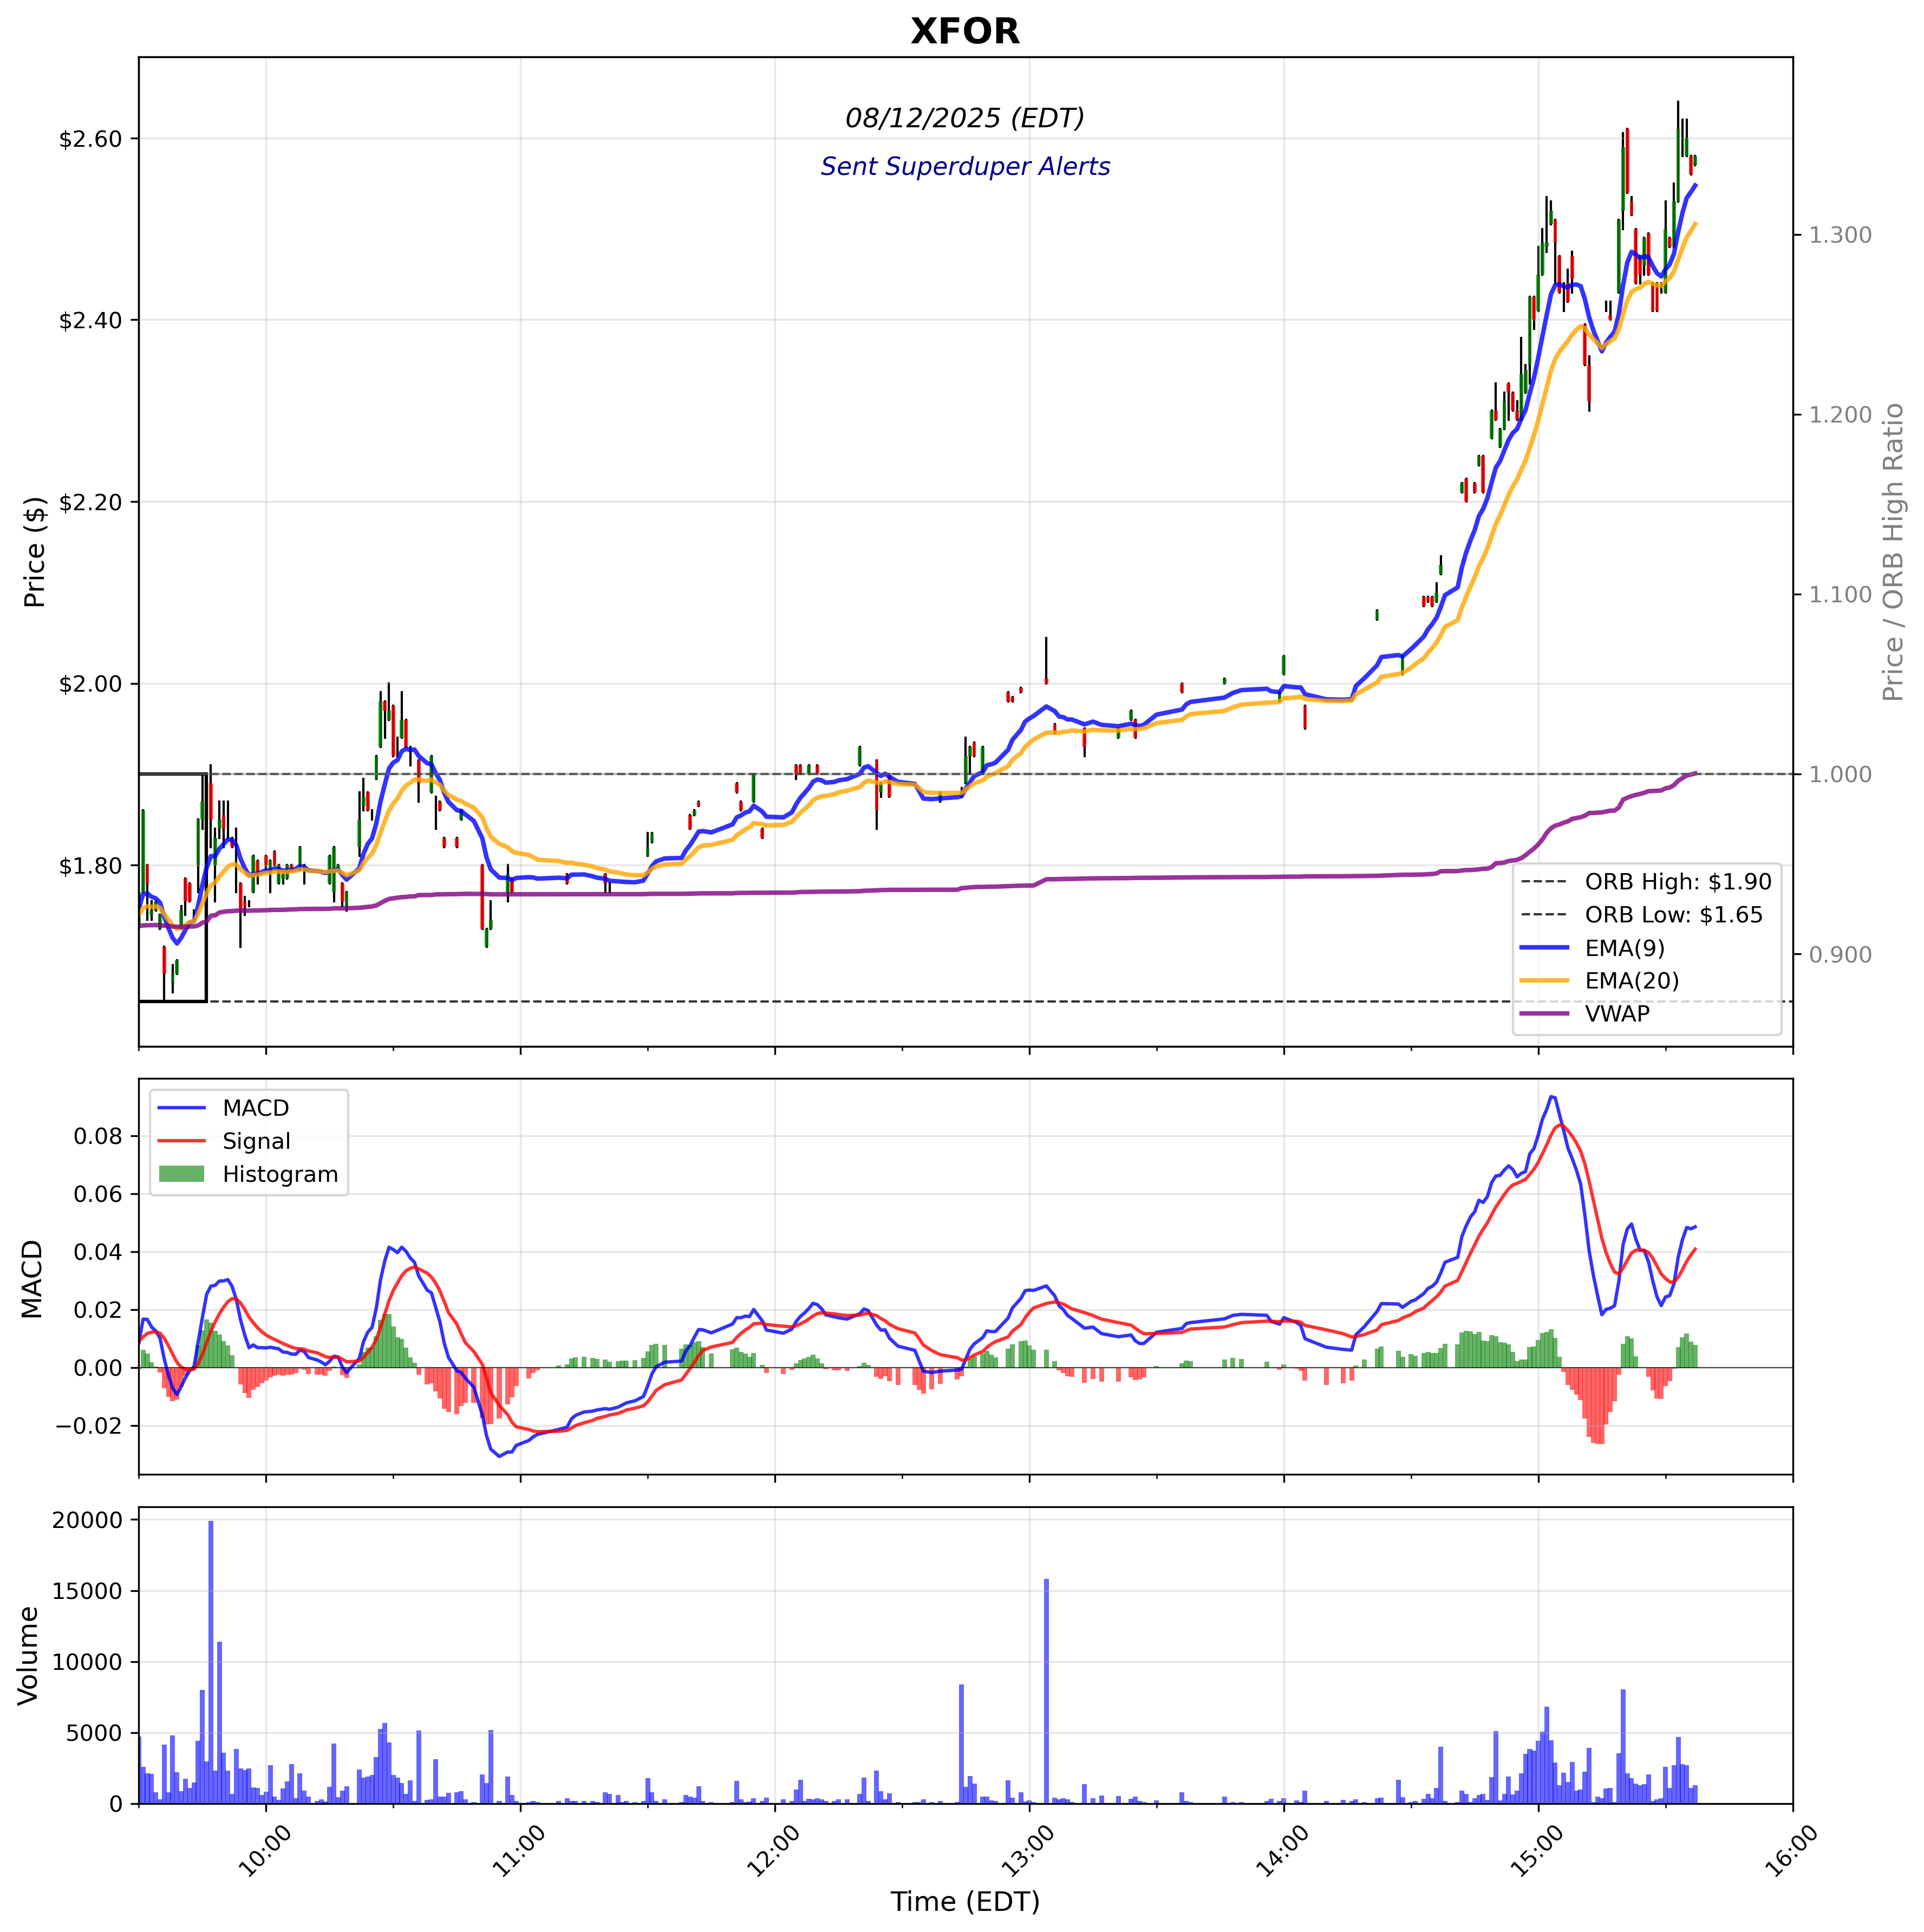 XFOR
08/12/2025 (EDT)
Sent Superduper Alerts
Price ($)
$2.60
$2.40
$2.20
$2.00
$1.80
1.300
1.200
1.100
1.000
0.900
Price / ORB High Ratio
ORB High: $1.90
ORB Low: $1.65
EMA(9)
EMA(20)
VWAP
MACD
0.08
0.06
0.04
0.02
0.00
−0.02
MACD
Signal
Histogram
Volume
20000
15000
10000
5000
0
10:00
11:00
12:00
13:00
14:00
15:00
16:00
Time (EDT)